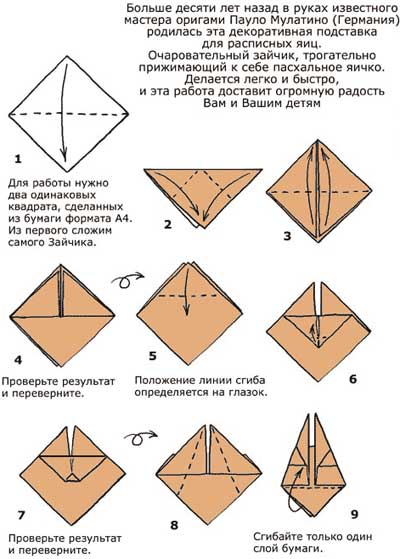 Больше десяти лет назад в руках известного
мастера оригами Пауло Мулатино (Германия)
родилась эта декоративная подставка
для расписных яиц.
Очаровательный зайчик, трогательно
прижимающий к себе пасхальное яичко.
Делается легко и быстро,
и эта работа доставит огромную радость
Вам и Вашим детям
1
Для работы нужно
два одинаковых
квадрата, сделанных
из бумаги формата А4.
Из первого сложим
самого Зайчика.
2
3
4
Проверьте результат
и переверните.
5
Положение линии сгиба
определяется на глазок.
6
7
Проверьте результат
и переверните.
8
9
Сгибайте только один
слой бумаги.